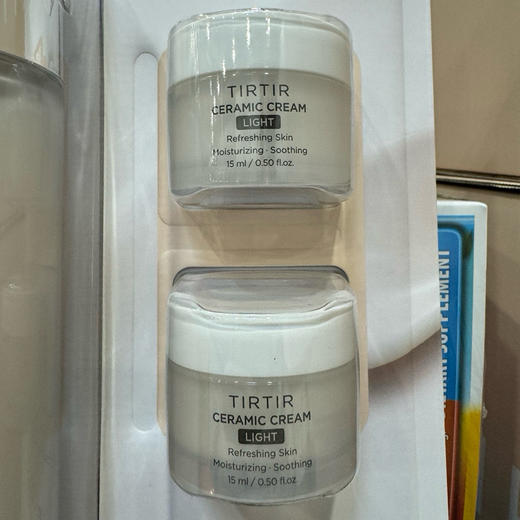 TIRTIR
CERAMIC CREAM
LIGHT
Refreshing Skin
Moisturizing · Soothing
15 ml / 0.50 fl.oz.
TIRTIR
CERAMIC CREAM
LIGHT
Refreshing Skin
Moisturizing · Soothing
15 ml / 0.50 fl.oz.
SUPPLEMENT